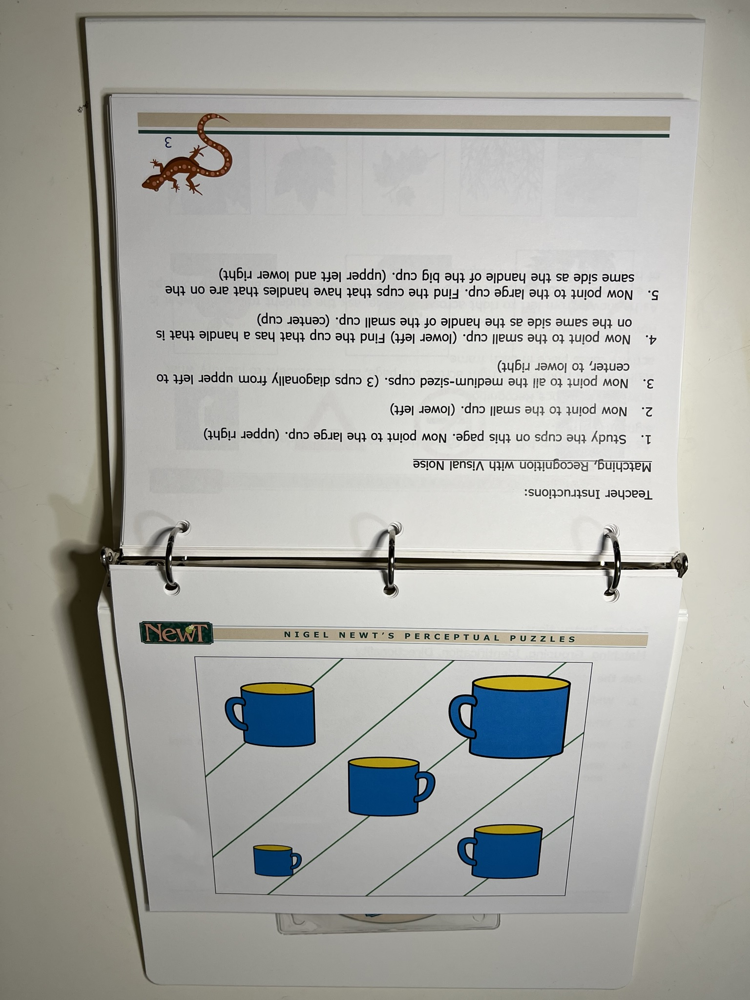 Teacher Instructions:
Matching, Recognition with Visual Noise
1. Study the cups on this page. Now point to the large cup. (upper right)
2. Now point to the small cup. (lower left)
3. Now point to all the medium-sized cups. (3 cups diagonally from upper left to
center, to lower right)
4. Now point to the small cup. (lower left) Find the cup that has a handle that is
on the same side as the handle of the small cup. (center cup)
5. Now point to the large cup. Find the cups that have handles that are on the
same side as the handle of the big cup. (upper left and lower right)
3
NewT
NIGEL NEWT'S PERCEPTUAL PUZZLES